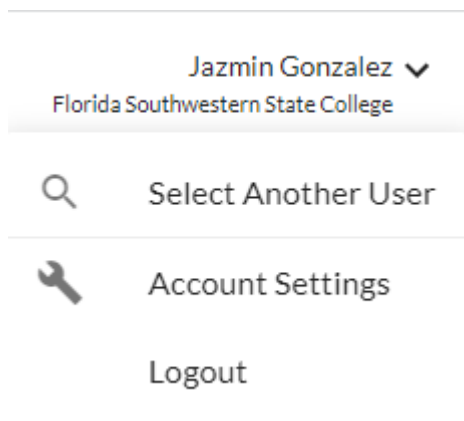 Jazmin Gonzalez
Florida Southwestern State College
Select Another User
Account Settings
Logout